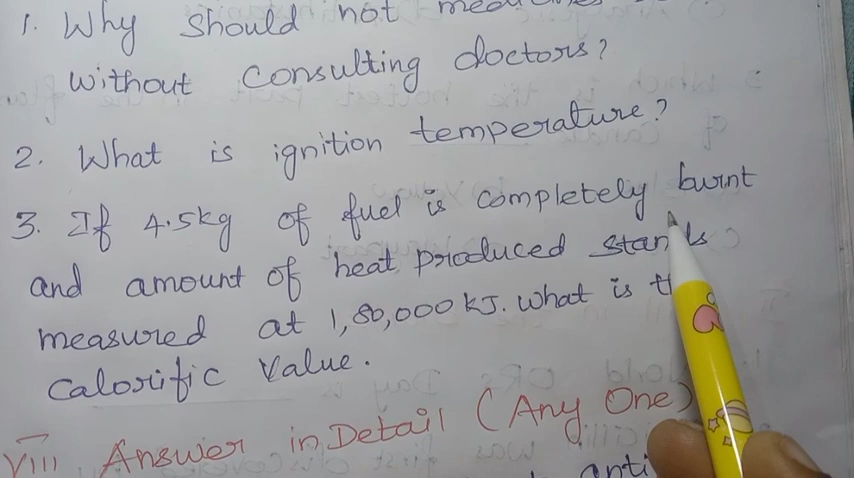 1. Why should not
without consulting doctors?
2. What is ignition temperature?
3. If 4.5kg of fuel is completely burnt
and amount of heat produced stands
measured at 1,80,000 KJ. What is
Calorific Value.
VIII Answer in Detail (Any One)
anti